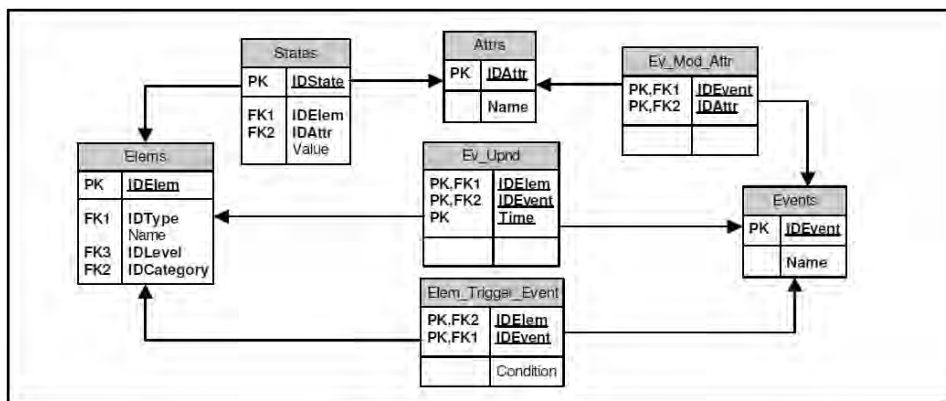 States
PK IDState
FK1 IDElem
FK2 IDAttr
Value
Attrs
PK IDAttr
Name
Ev_Mod_Attr
PK,FK1 IDEvent
PK,FK2 IDAttr
Elems
PK IDElem
FK1 IDType
Name
FK3 IDLevel
FK2 IDCategory
Ev_Upnd
PK,FK1 IDElem
PK,FK2 IDEvent
PK Time
Events
PK IDEvent
Name
Elem_Trigger_Event
PK,FK2 IDElem
PK,FK1 IDEvent
Condition